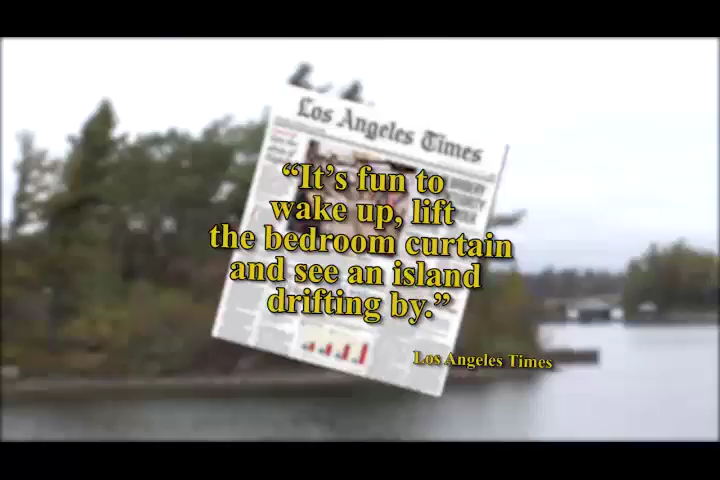 Los Angeles Times
“It’s fun to
wake up, lift
the bedroom curtain
and see an island
drifting by.”
Los Angeles Times